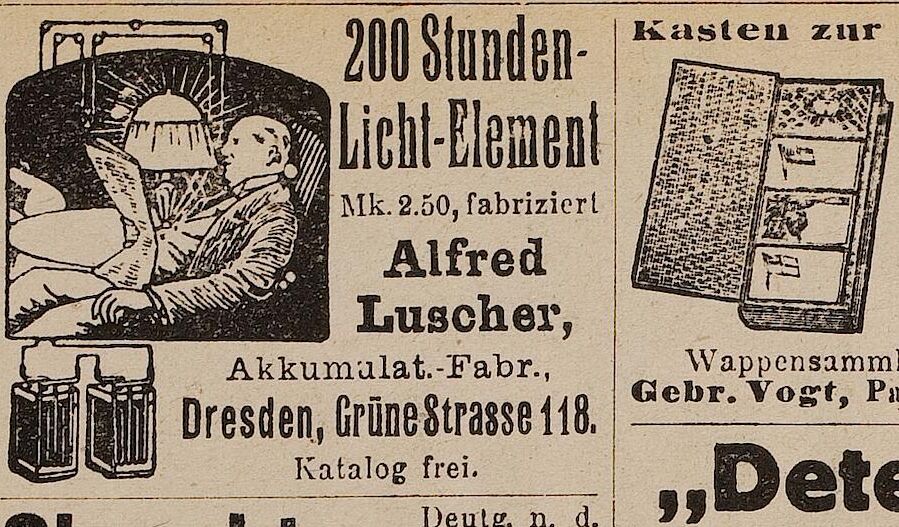 200 Stunden-
Licht-Element
Mk. 2.50, fabriziert
Alfred
Luscher,
Akkumulat.-Fabr.,
Dresden, Grüne Strasse 118.
Katalog frei.
Deutg. n. d.
Kasten zur
Wappensamml
Gebr. Vogt, Pa
„Dete